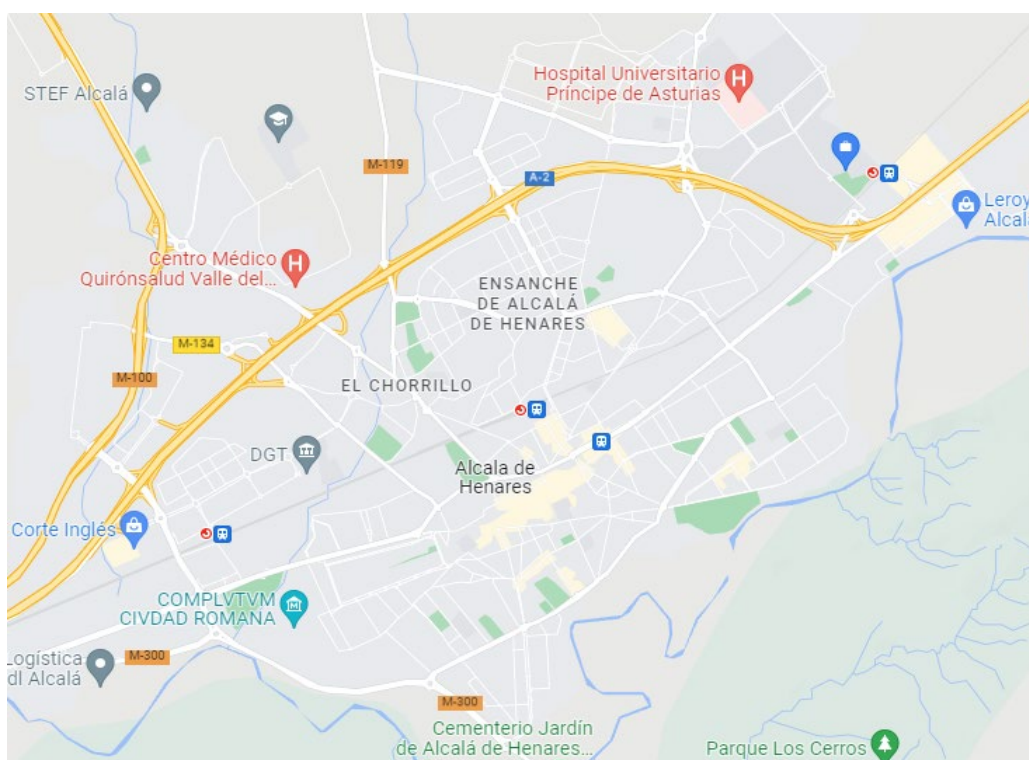 Hospital Universitario
Príncipe de Asturias
STEF Alcalá
M-119
A-2
Leroy
Alcal
Centro Médico
Quirónsalud Valle del...
ENSANCHE
DE ALCALÁ
DE HENARES
M-134
M-100
EL CHORRILLO
DGT
Alcala de
Henares
Corte Inglés
COMPLVTVM
CIVDAD ROMANA
Logística
dl Alcalá
M-300
M-300
Cementerio Jardín
de Alcalá de Henares...
Parque Los Cerros